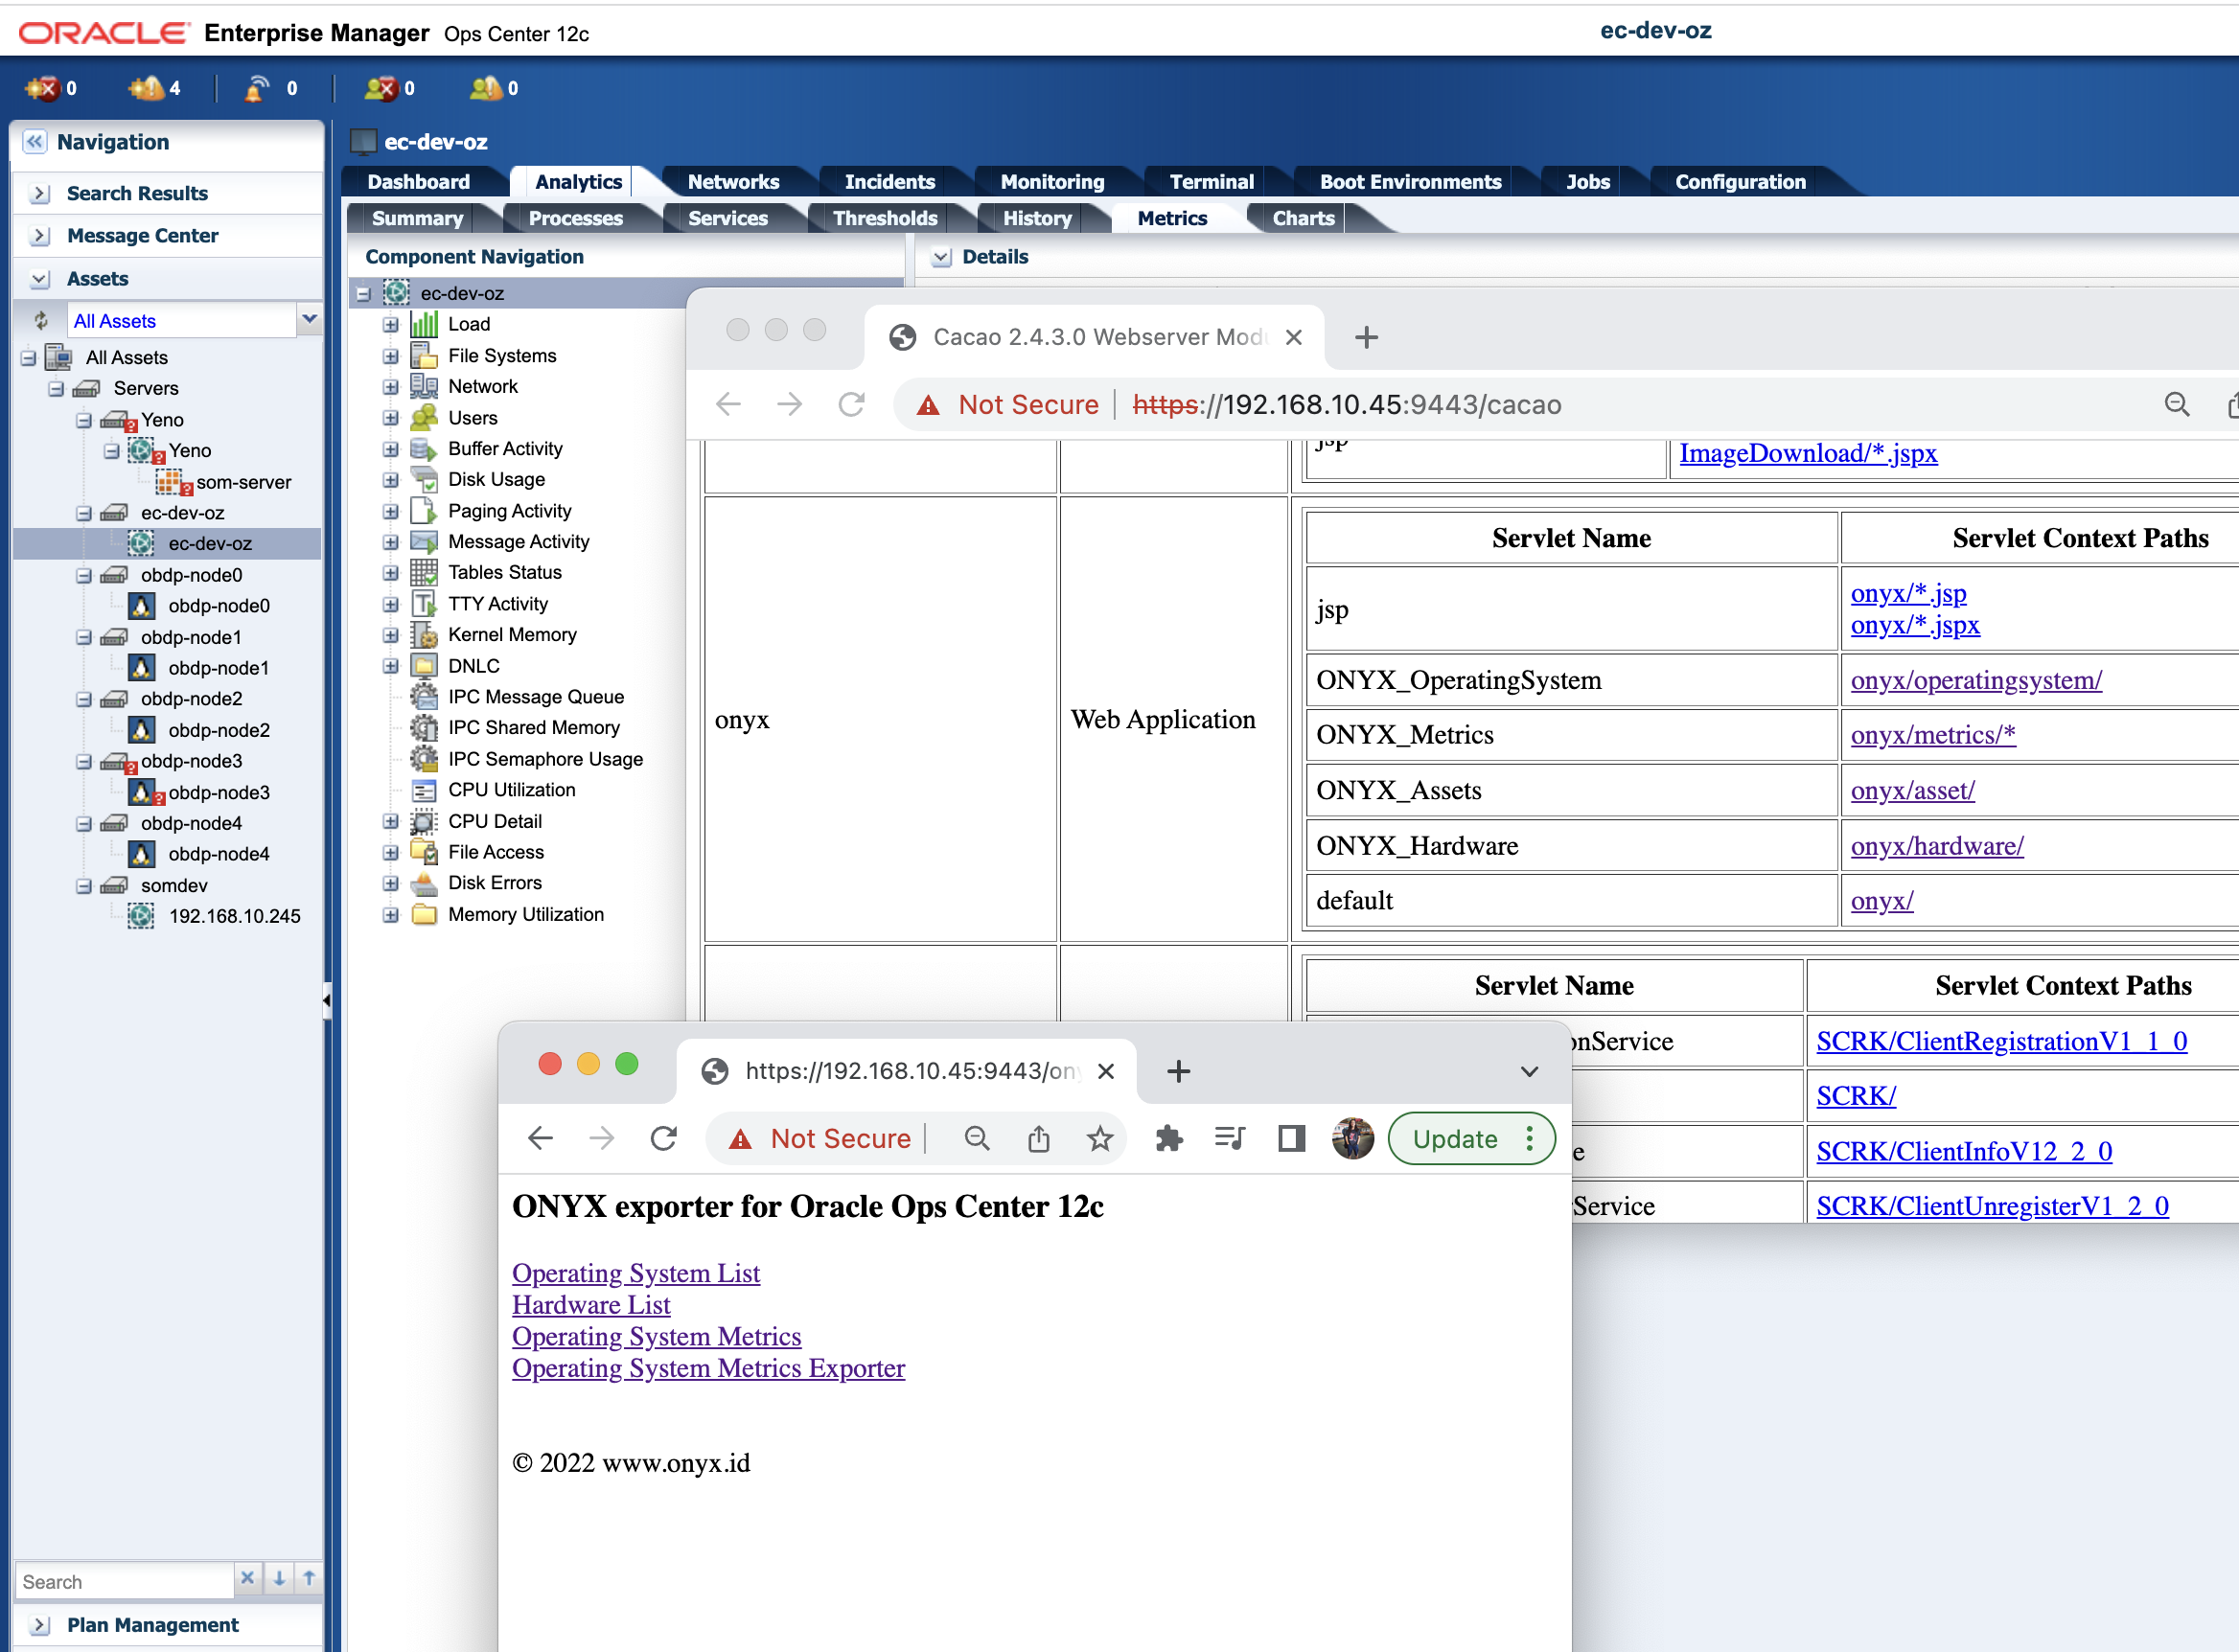 ORACLE Enterprise Manager Ops Center 12c
ec-dev-oz
0 4 0 0 0
Navigation
Search Results
Message Center
Assets
All Assets
All Assets
Servers
Yeno
Yeno
som-server
ec-dev-oz
ec-dev-oz
obdp-node0
obdp-node0
obdp-node1
obdp-node1
obdp-node2
obdp-node2
obdp-node3
obdp-node3
obdp-node4
obdp-node4
somdev
192.168.10.245
Search
Plan Management
ec-dev-oz
Dashboard Analytics Networks Incidents Monitoring Terminal Boot Environments Jobs Configuration
Summary Processes Services Thresholds History Metrics Charts
Component Navigation
Details
ec-dev-oz
Load
File Systems
Network
Users
Buffer Activity
Disk Usage
Paging Activity
Message Activity
Tables Status
TTY Activity
Kernel Memory
DNLC
IPC Message Queue
IPC Shared Memory
IPC Semaphore Usage
CPU Utilization
CPU Detail
File Access
Disk Errors
Memory Utilization
Cacao 2.4.3.0 Webserver Mod
Not Secure https://192.168.10.45:9443/cacao
jsp
ImageDownload/*.jspx
onyx
Web Application
Servlet Name Servlet Context Paths
jsp
onyx/*.jsp
onyx/*.jspx
ONYX_OperatingSystem onyx/operatingsystem/
ONYX_Metrics onyx/metrics/*
ONYX_Assets onyx/asset/
ONYX_Hardware onyx/hardware/
default onyx/
Servlet Name Servlet Context Paths
onService SCRK/ClientRegistrationV1_1_0
SCRK/
e SCRK/ClientInfoV12_2_0
Service SCRK/ClientUnregisterV1_2_0
https://192.168.10.45:9443/on
Not Secure
Update
ONYX exporter for Oracle Ops Center 12c
Operating System List
Hardware List
Operating System Metrics
Operating System Metrics Exporter
© 2022 www.onyx.id